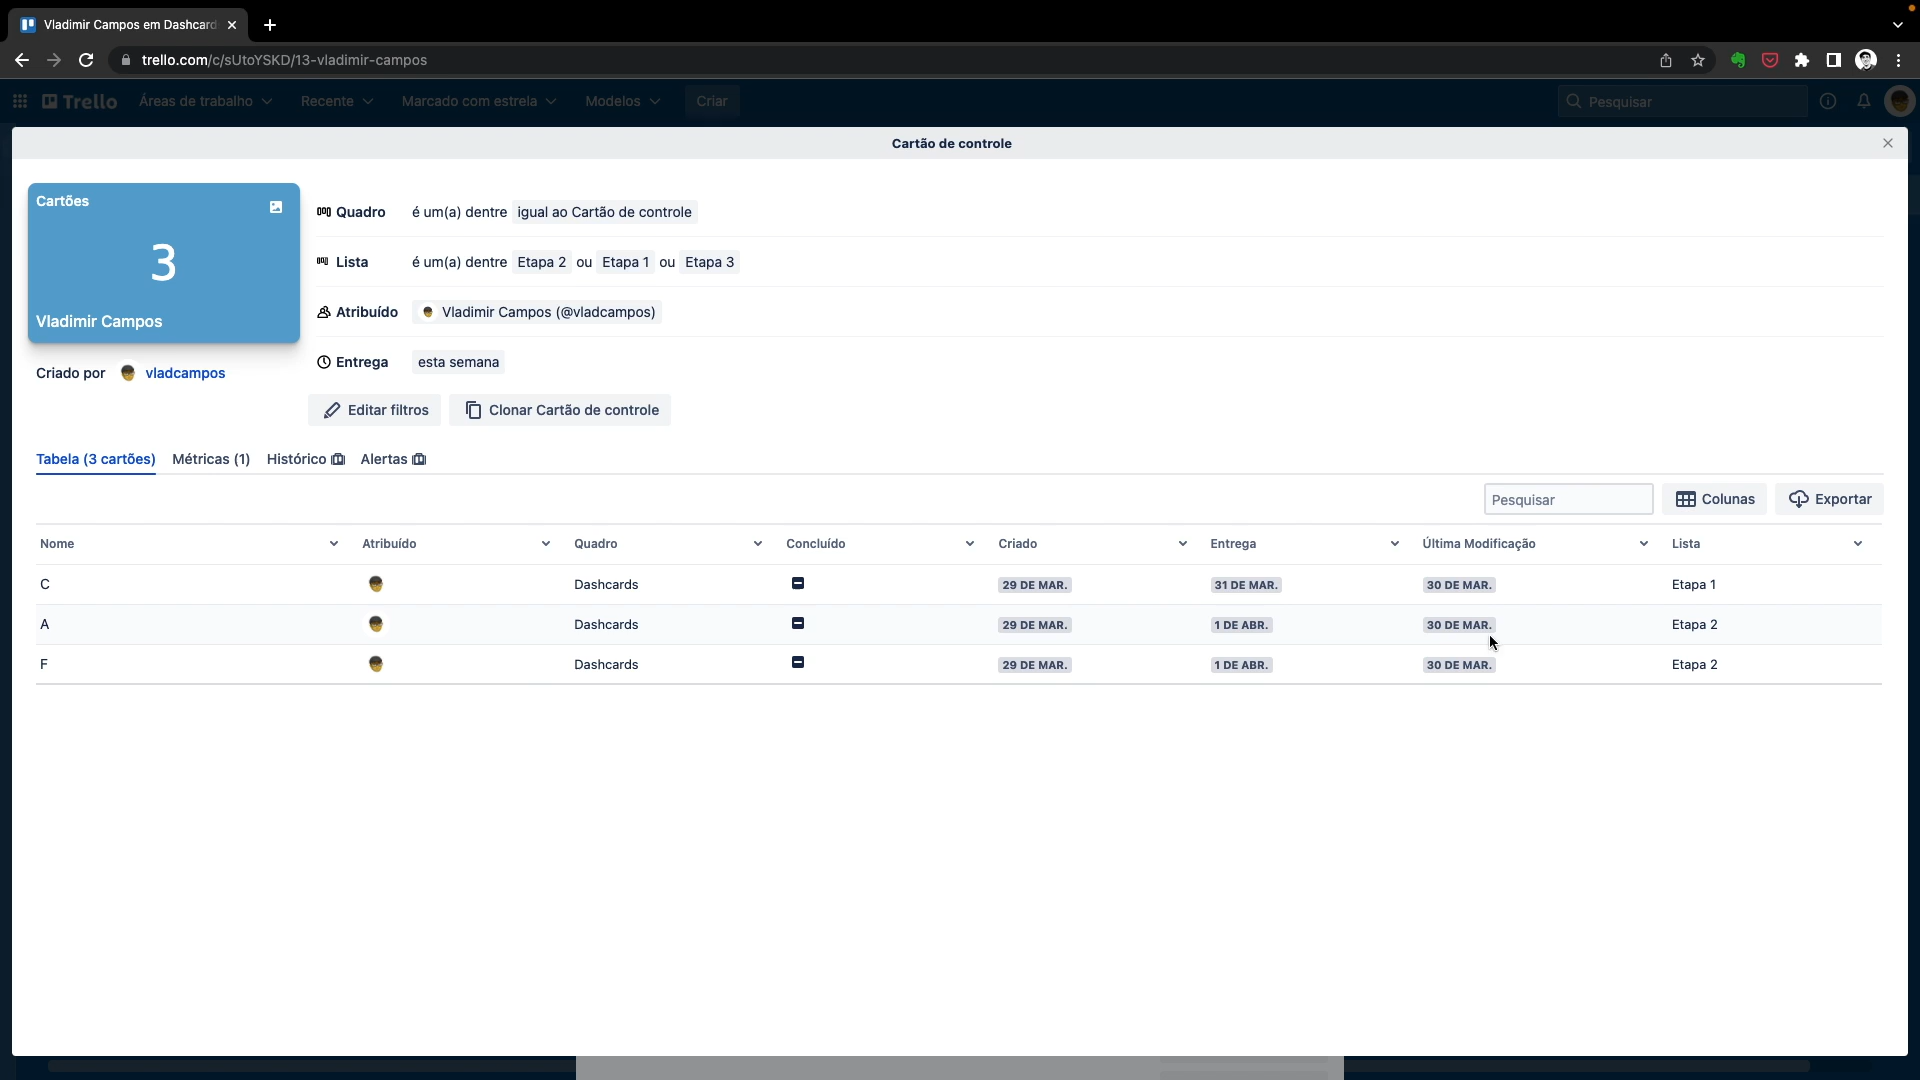 Vladimir Campos em Dashcard
trello.com/c/sUtoYSKD/13-vladimir-campos
Trello Áreas de trabalho Recente Marcado com estrela Modelos Criar Pesquisar
Cartão de controle
Cartões
3
Vladimir Campos
Criado por vladcampos
Quadro é um(a) dentre igual ao Cartão de controle
Lista é um(a) dentre Etapa 2 ou Etapa 1 ou Etapa 3
Atribuído Vladimir Campos (@vladcampos)
Entrega esta semana
Editar filtros Clonar Cartão de controle
Tabela (3 cartões) Métricas (1) Histórico Alertas
Pesquisar Colunas Exportar
Nome Atribuído Quadro Concluído Criado Entrega Última Modificação Lista
C Dashcards 29 DE MAR. 31 DE MAR. 30 DE MAR. Etapa 1
A Dashcards 29 DE MAR. 1 DE ABR. 30 DE MAR. Etapa 2
F Dashcards 29 DE MAR. 1 DE ABR. 30 DE MAR. Etapa 2